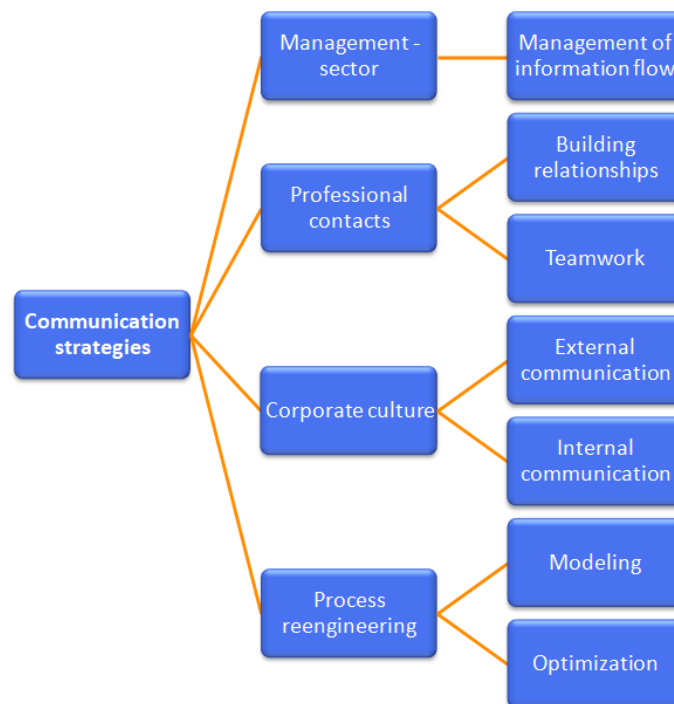 Management -
sector
Management of
information flow
Professional
contacts
Building
relationships
Teamwork
Communication
strategies
Corporate culture
External
communication
Internal
communication
Process
reengineering
Modeling
Optimization